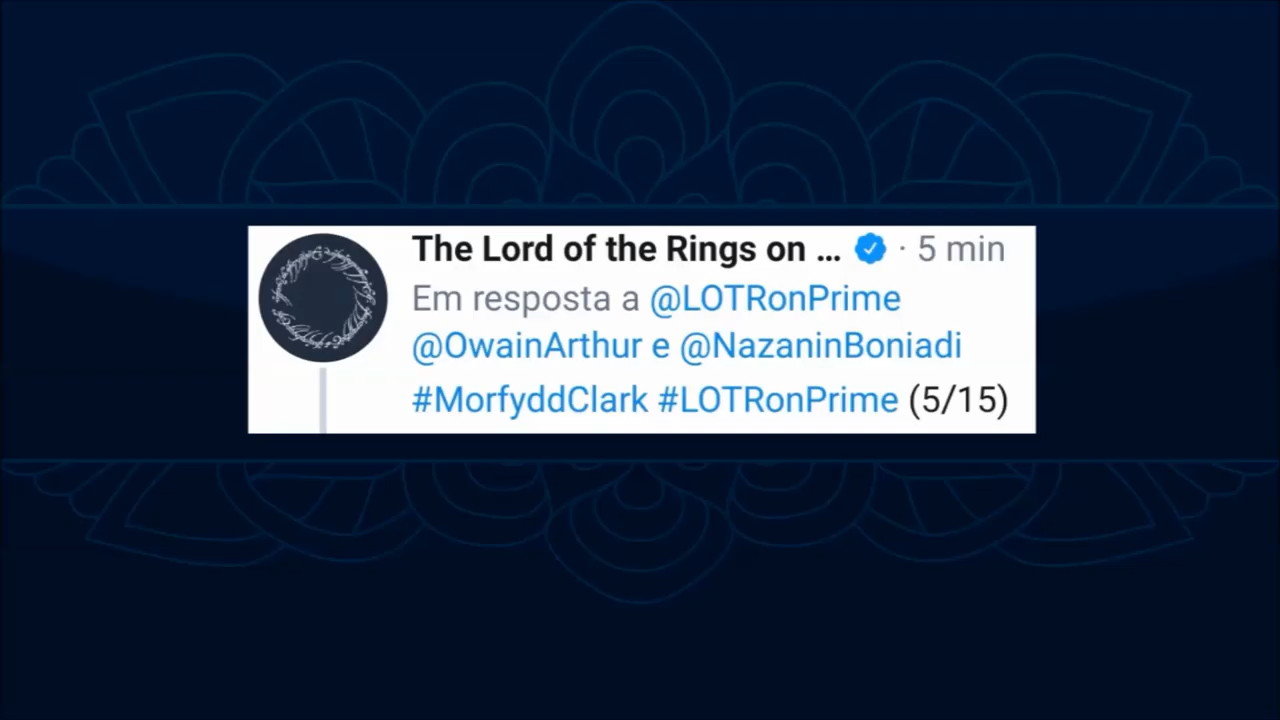 The Lord of the Rings on ... · 5 min
Em resposta a @LOTRonPrime
@OwainArthur e @NazaninBoniadi
#MorfyddClark #LOTRonPrime (5/15)